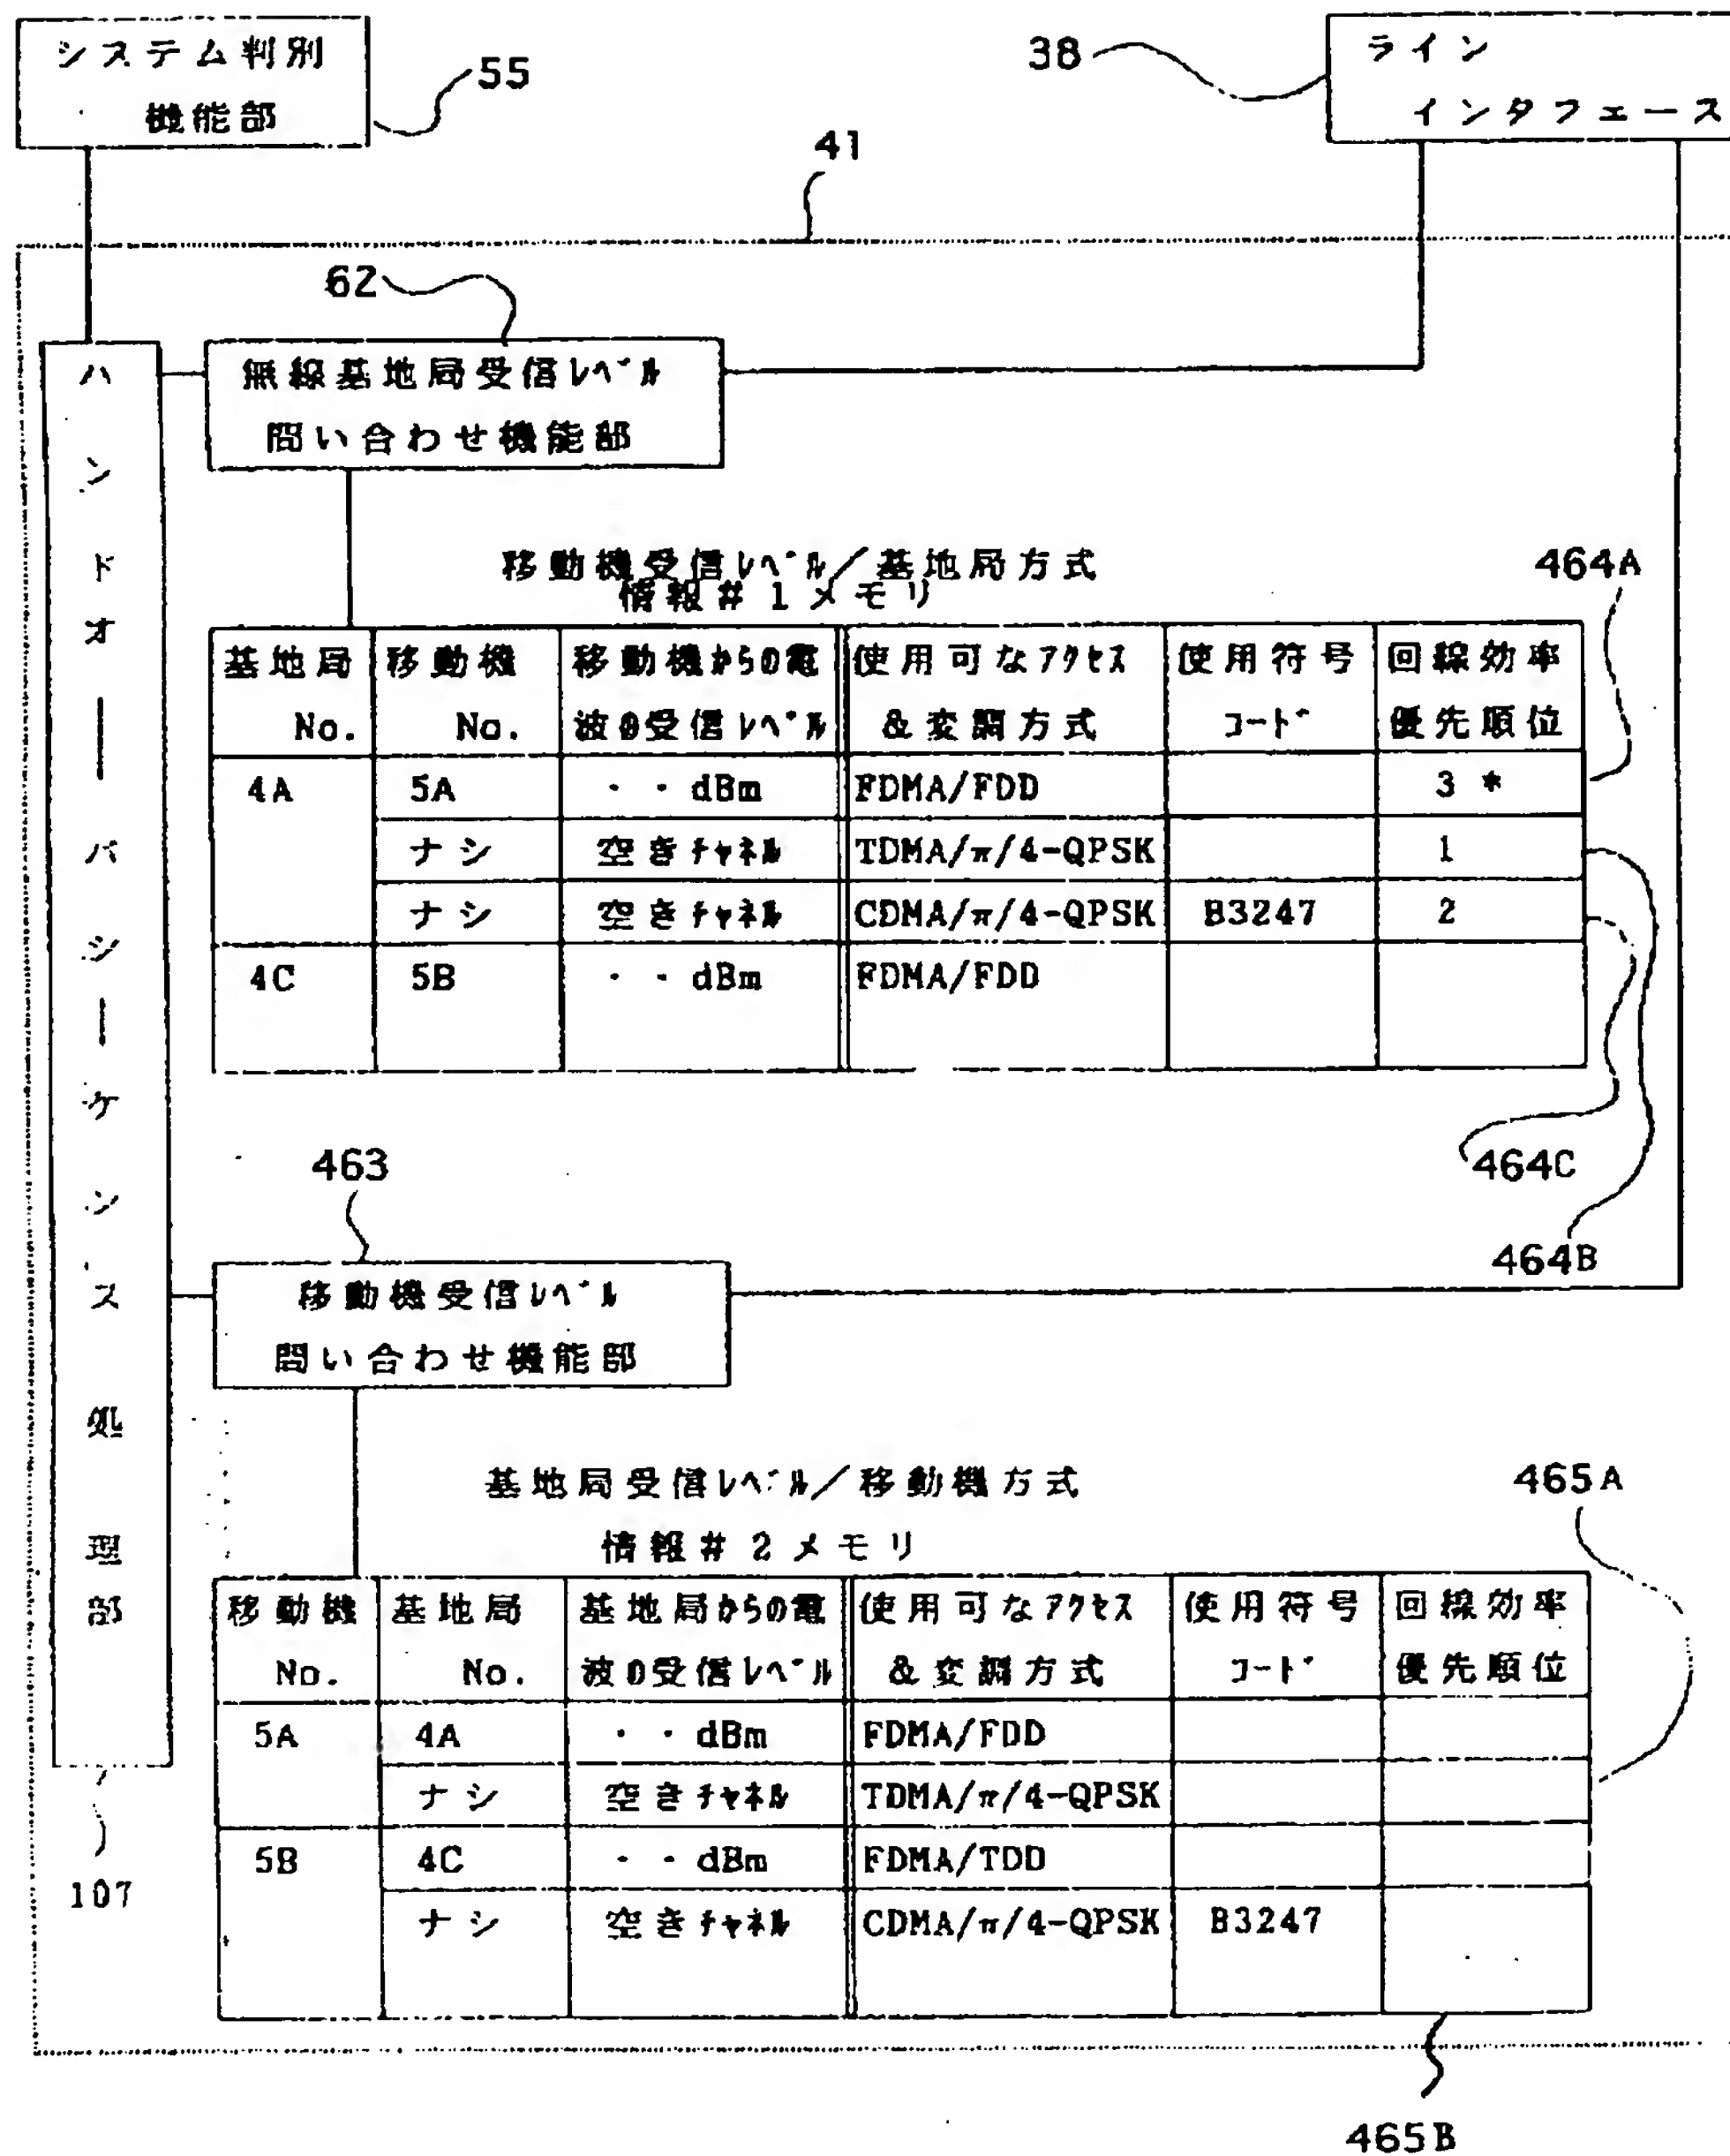 システム判別
機能部
55
38
ライン
インタフェース
41
62
無線基地局受信レベル
問い合わせ機能部
ハンドオーバシーケンス処理部
移動機受信レベル/基地局方式
情報#1メモリ
464A
基地局 移動機 移動機からの電 使用可なアクセス 使用符号 回線効率
No. No. 波の受信レベル &変調方式 コード 優先順位
4A 5A ・・dBm FDMA/FDD 3 *
ナシ 空きチャネル TDMA/π/4-QPSK 1
ナシ 空きチャネル CDMA/π/4-QPSK B3247 2
4C 5B ・・dBm FDMA/FDD
464C
464B
463
移動機受信レベル
問い合わせ機能部
基地局受信レベル/移動機方式
情報#2メモリ
465A
移動機 基地局 基地局からの電 使用可なアクセス 使用符号 回線効率
No. No. 波の受信レベル &変調方式 コード 優先順位
5A 4A ・・dBm FDMA/FDD
ナシ 空きチャネル TDMA/π/4-QPSK
5B 4C ・・dBm FDMA/TDD
ナシ 空きチャネル CDMA/π/4-QPSK B3247
107
465B